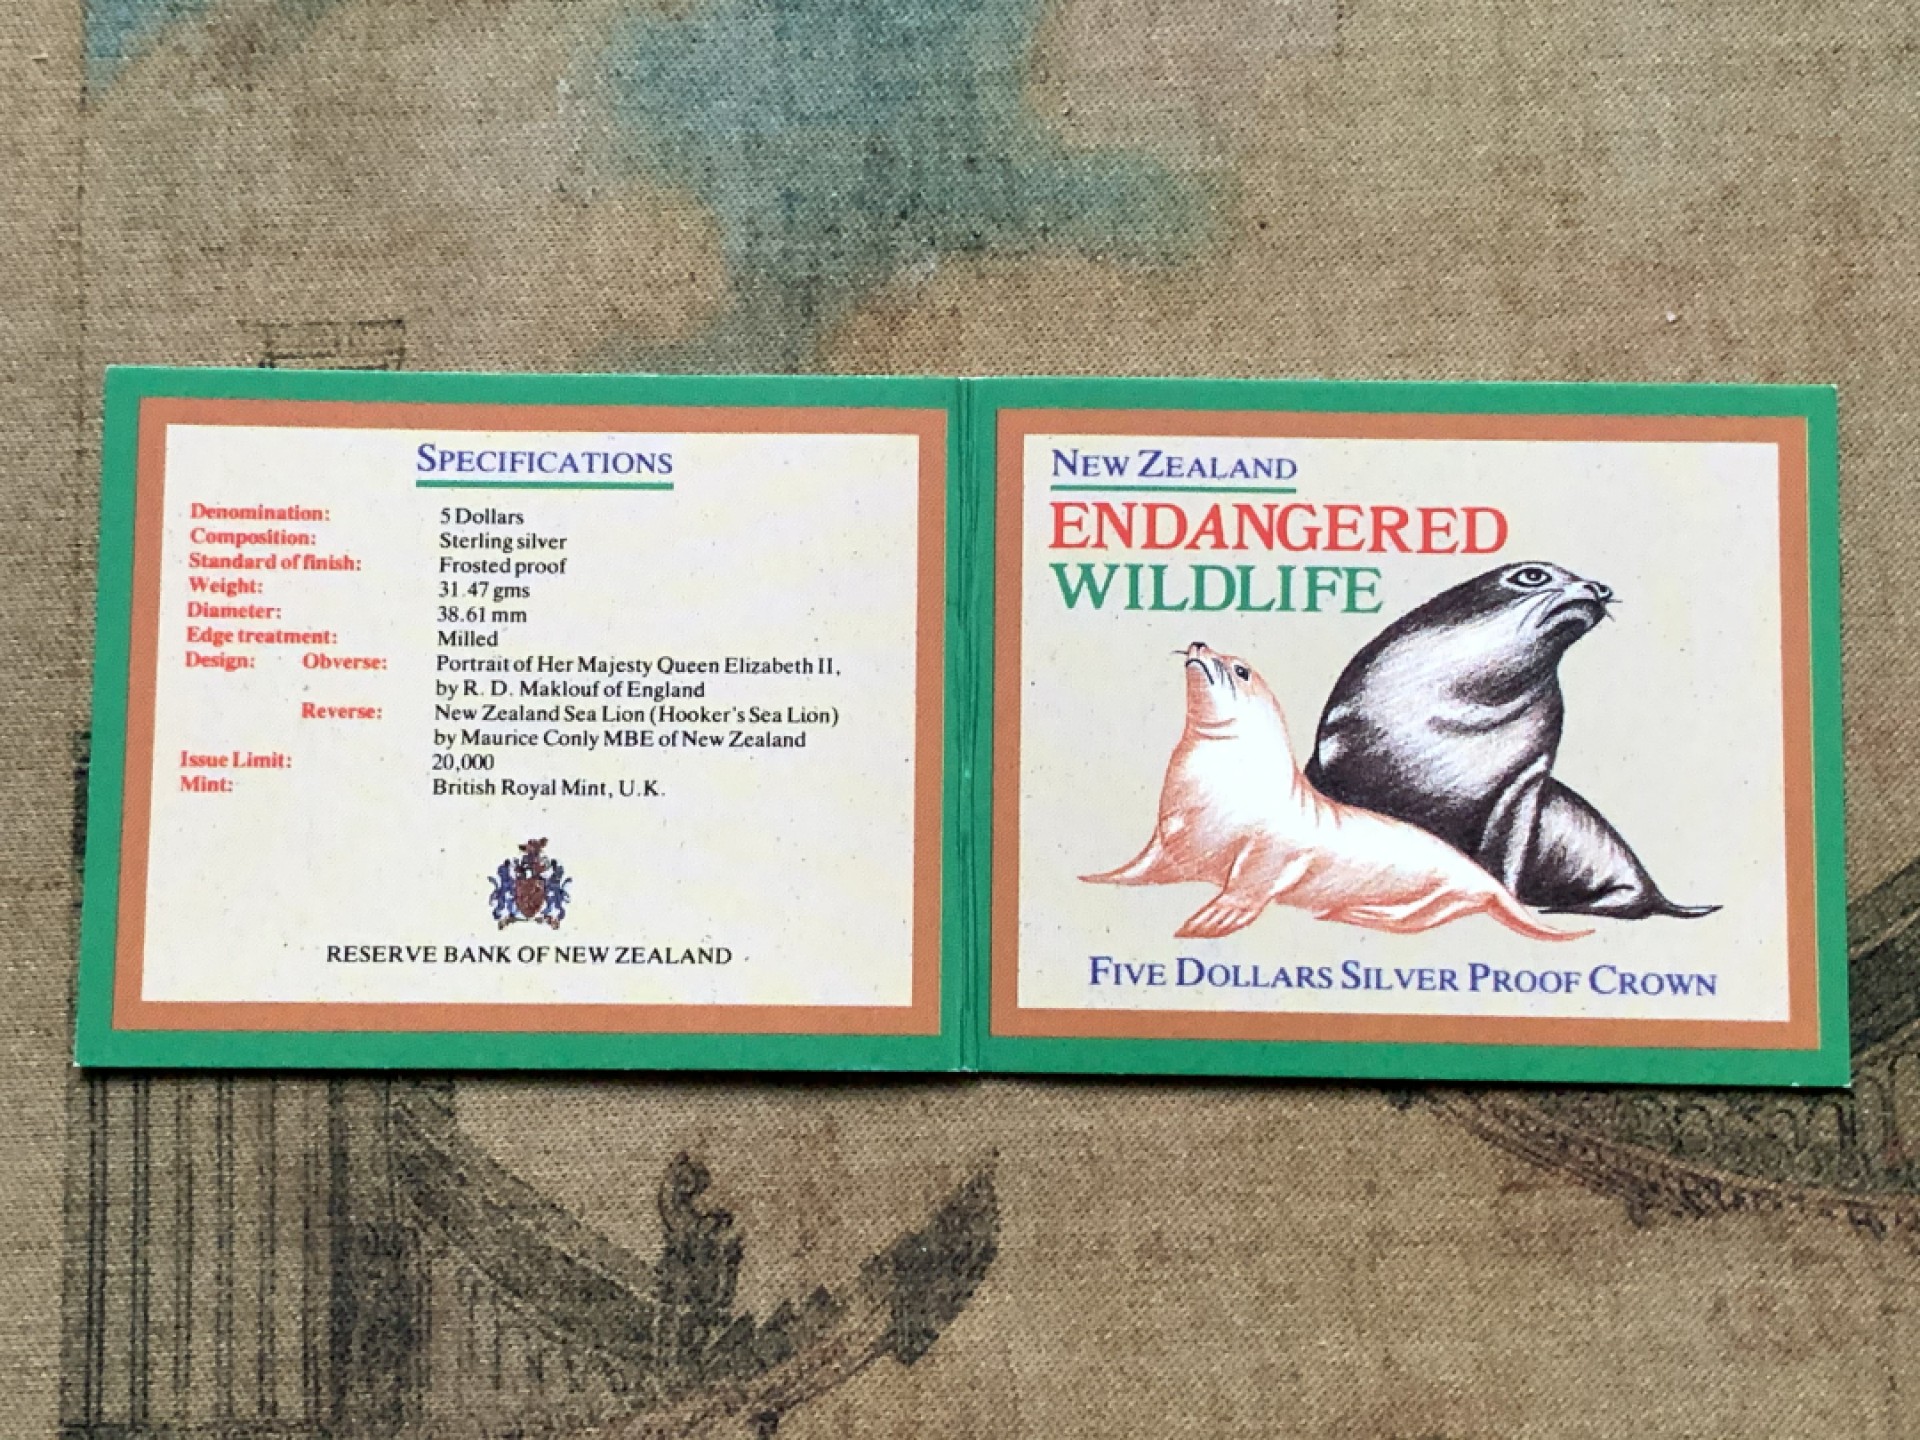 SPECIFICATIONS
Denomination: 5 Dollars
Composition: Sterling silver
Standard of finish: Frosted proof
Weight: 31.47 gms
Diameter: 38.61 mm
Edge treatment: Milled
Design: Obverse: Portrait of Her Majesty Queen Elizabeth II,
by R. D. Maklouf of England
Reverse: New Zealand Sea Lion (Hooker's Sea Lion)
by Maurice Conly MBE of New Zealand
Issue Limit: 20,000
Mint: British Royal Mint, U.K.
RESERVE BANK OF NEW ZEALAND
NEW ZEALAND
ENDANGERED
WILDLIFE
FIVE DOLLARS SILVER PROOF CROWN